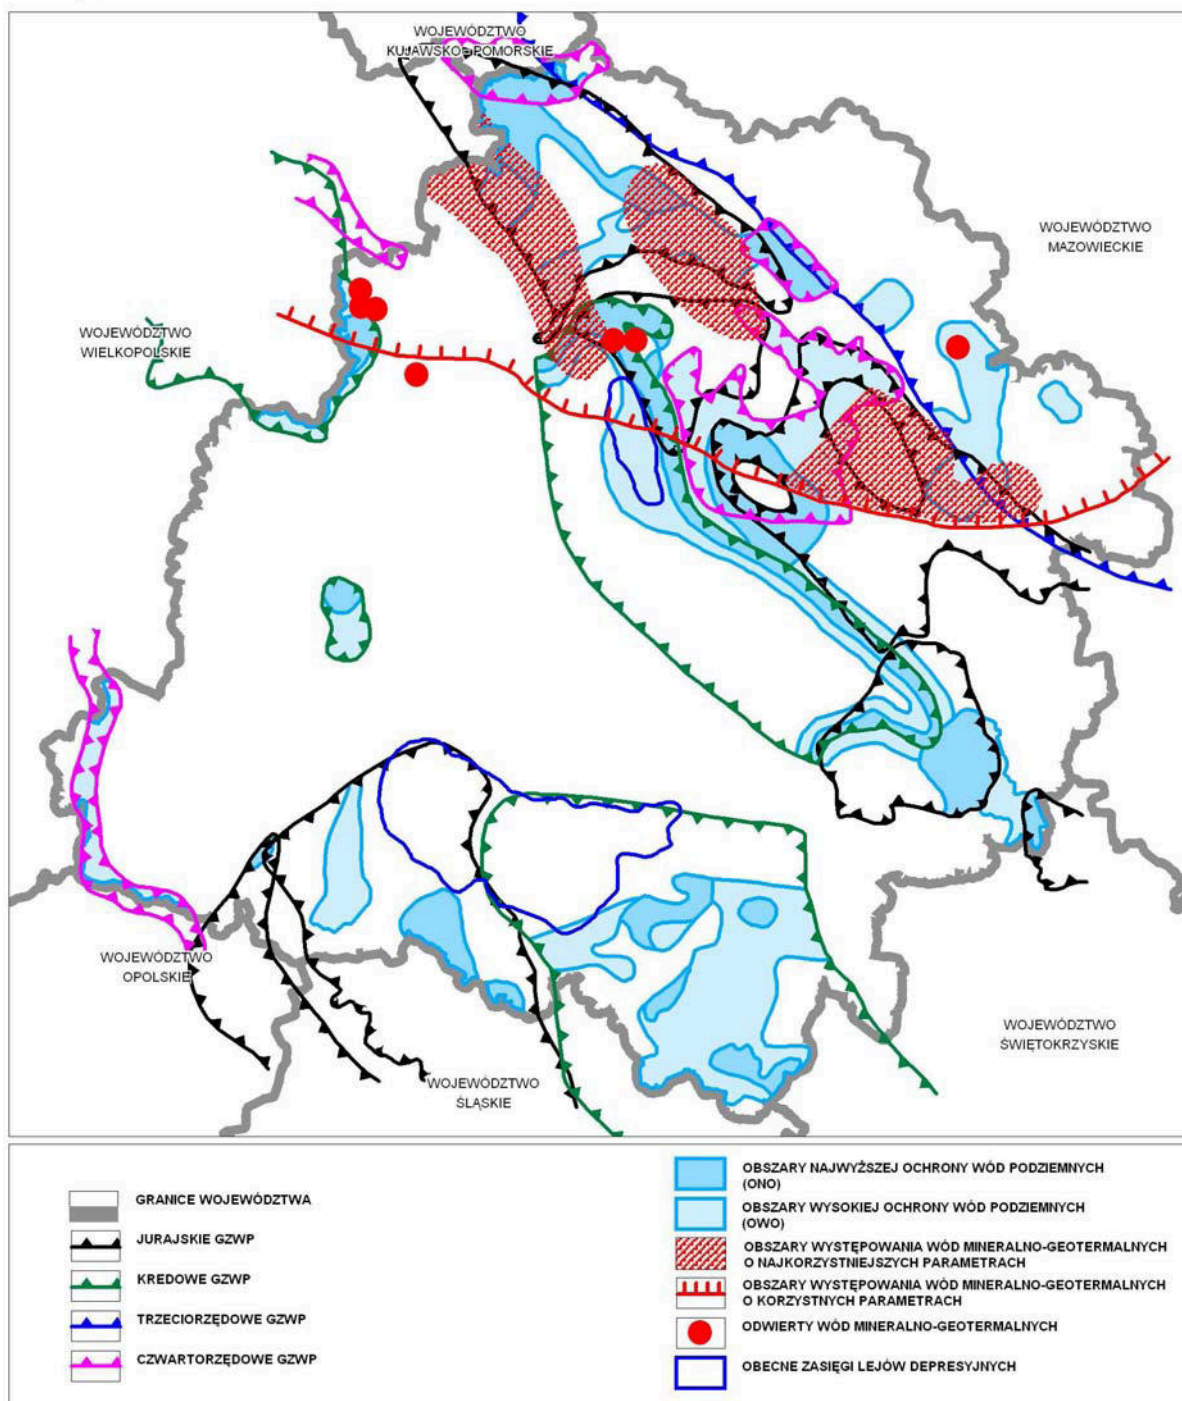 WOJEWÓDZTWO
KUJAWSKO - POMORSKIE
WOJEWÓDZTWO
MAZOWIECKIE
WOJEWÓDZTWO
WIELKOPOLSKIE
WOJEWÓDZTWO
OPOLSKIE
WOJEWÓDZTWO
ŚWIĘTOKRZYSKIE
WOJEWÓDZTWO
ŚLĄSKIE
GRANICE WOJEWÓDZTWA
JURAJSKIE GZWP
KREDOWE GZWP
TRZECIORZĘDOWE GZWP
CZWARTORZĘDOWE GZWP
OBSZARY NAJWYŻSZEJ OCHRONY WÓD PODZIEMNYCH
(ONO)
OBSZARY WYSOKIEJ OCHRONY WÓD PODZIEMNYCH
(OWO)
OBSZARY WYSTĘPOWANIA WÓD MINERALNO-GEOTERMALNYCH
O NAJKORZYSTNIEJSZYCH PARAMETRACH
OBSZARY WYSTĘPOWANIA WÓD MINERALNO-GEOTERMALNYCH
O KORZYSTNYCH PARAMETRACH
ODWIERTY WÓD MINERALNO-GEOTERMALNYCH
OBECNE ZASIĘGI LEJÓW DEPRESYJNYCH